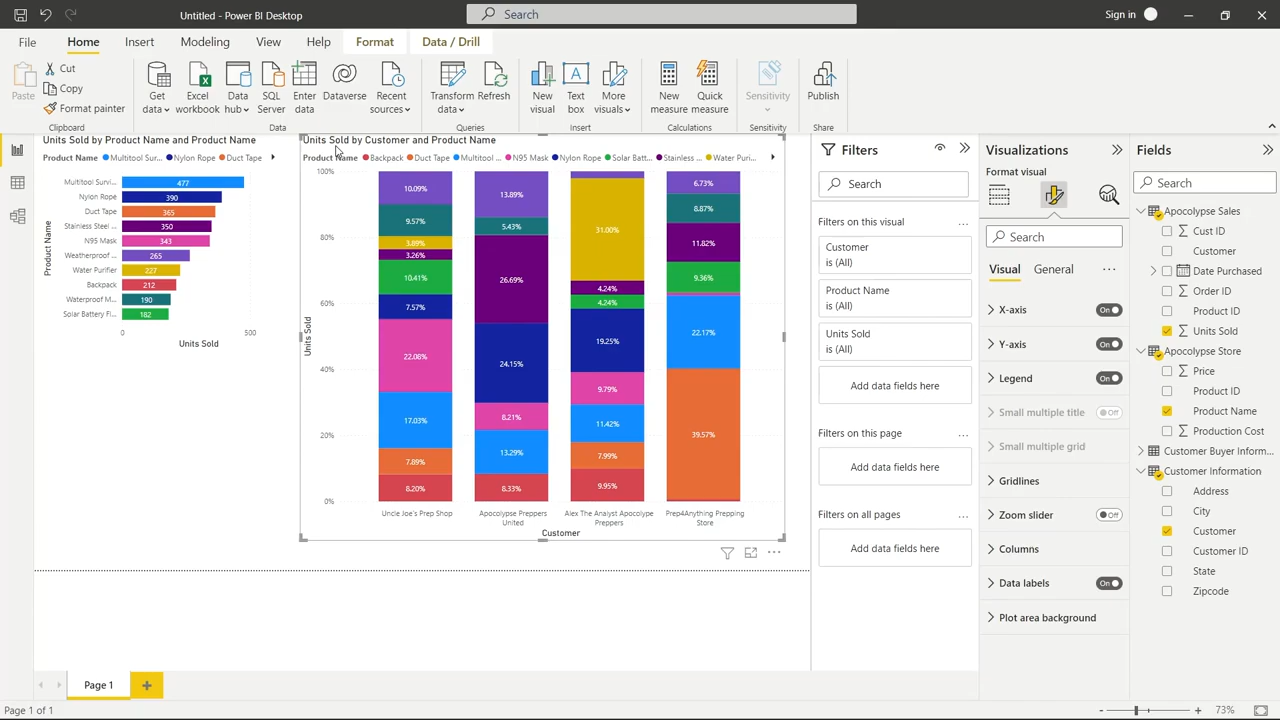 Untitled - Power BI Desktop
Search
Sign in
File
Home
Insert
Modeling
View
Help
Format
Data / Drill
Paste
Cut
Copy
Format painter
Clipboard
Get data
Excel workbook
Data hub
SQL Server
Enter data
Dataverse
Recent sources
Data
Transform data
Refresh
Queries
New visual
Text box
More visuals
Insert
New measure
Quick measure
Calculations
Sensitivity
Sensitivity
Publish
Share
Units Sold by Product Name and Product Name
Product Name Multitool Sur... Nylon Rope Duct Tape
Product Name
Multitool Survi... 477
Nylon Rope 390
Duct Tape 365
Stainless Steel ... 350
N95 Mask 343
Weatherproof ... 265
Water Purifier 227
Backpack 212
Waterproof M... 190
Solar Battery Fl... 182
0 500
Units Sold
Units Sold by Customer and Product Name
Product Name Backpack Duct Tape Multitool ... N95 Mask Nylon Rope Solar Batt... Stainless ... Water Puri...
Units Sold
100%
80%
60%
40%
20%
0%
10.09%
9.57%
3.89%
3.26%
10.41%
7.57%
22.08%
17.03%
7.89%
8.20%
13.89%
5.43%
26.69%
24.15%
8.21%
13.29%
8.33%
31.00%
4.24%
4.24%
19.25%
9.79%
11.42%
7.99%
9.95%
6.73%
8.87%
11.82%
9.36%
22.17%
39.57%
Uncle Joe's Prep Shop
Apocolypse Preppers United
Alex The Analyst Apocolype Preppers
Prep4Anything Prepping Store
Customer
Filters
Search
Filters on this visual ...
Customer
is (All)
Product Name
is (All)
Units Sold
is (All)
Add data fields here
Filters on this page ...
Add data fields here
Filters on all pages ...
Add data fields here
Visualizations
Format visual
Search
Visual
General
...
X-axis On
Y-axis On
Legend On
Small multiple title Off
Small multiple grid
Gridlines
Zoom slider Off
Columns
Data labels On
Plot area background
Fields
Search
Apocolypse Sales
Cust ID
Customer
Date Purchased
Order ID
Product ID
Units Sold
Apocolypse Store
Price
Product ID
Product Name
Production Cost
Customer Buyer Inform...
Customer Information
Address
City
Customer
Customer ID
State
Zipcode
Page 1
Page 1 of 1
73%